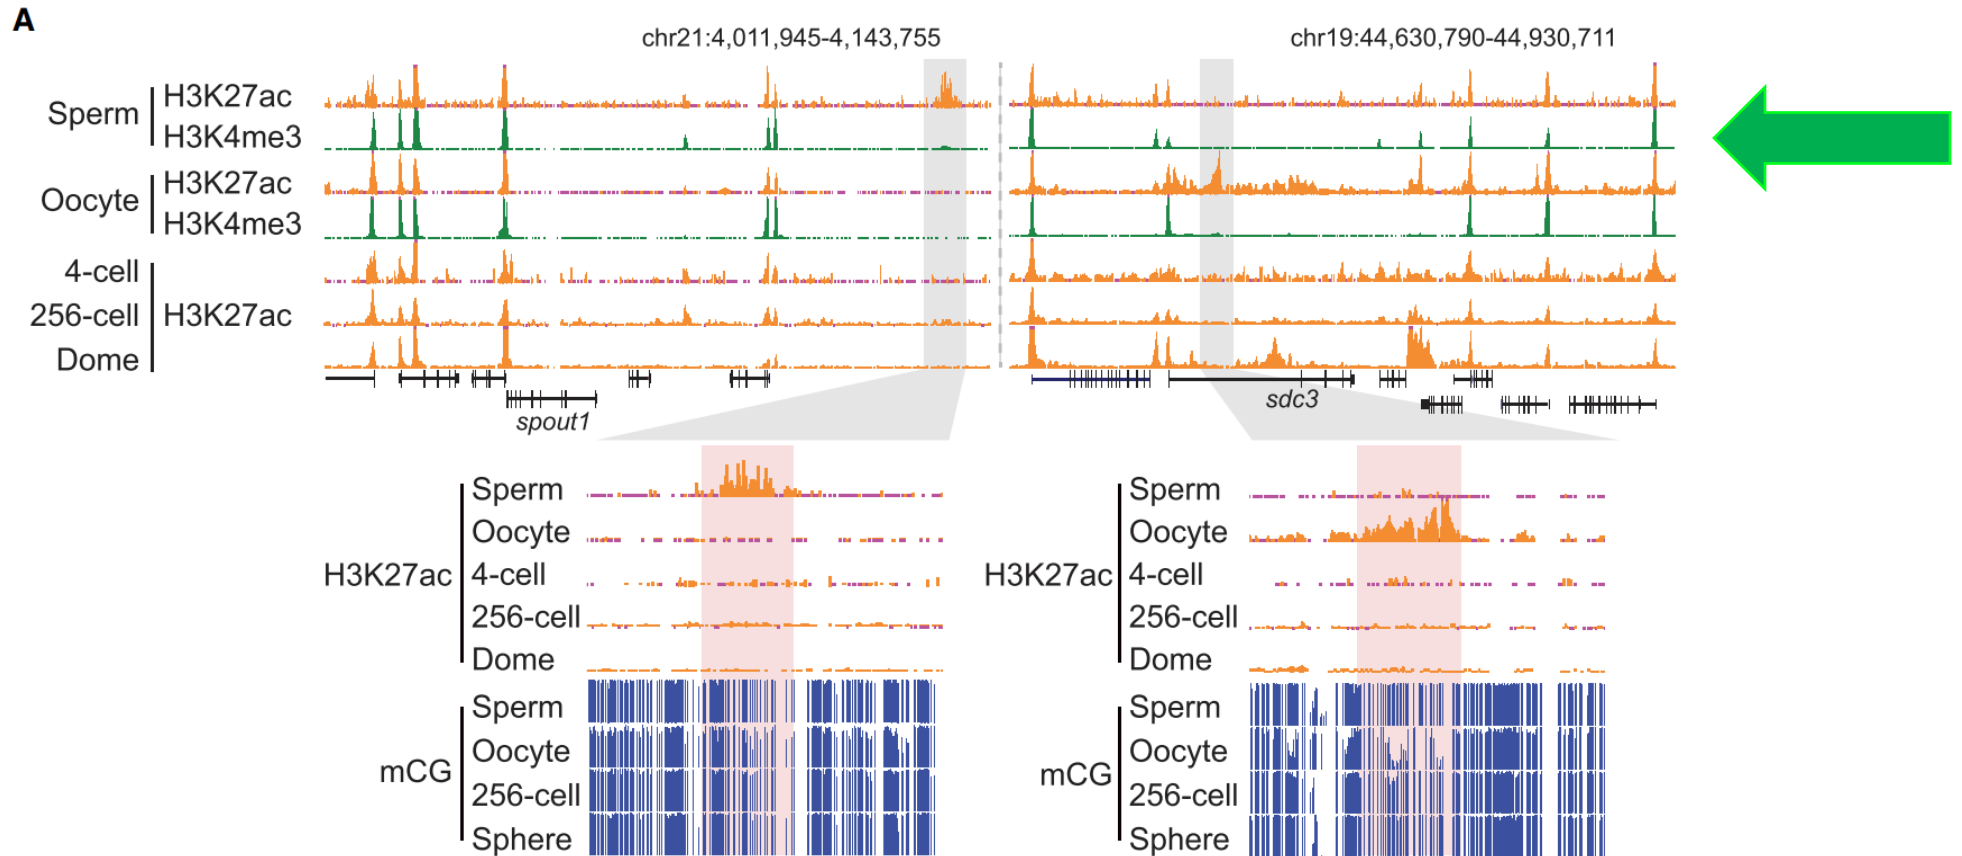 A
chr21:4,011,945-4,143,755
chr19:44,630,790-44,930,711
Sperm
H3K27ac
H3K4me3
Oocyte
H3K27ac
H3K4me3
4-cell
256-cell
Dome
H3K27ac
spout1
sdc3
H3K27ac
Sperm
Oocyte
4-cell
256-cell
Dome
mCG
Sperm
Oocyte
256-cell
Sphere
H3K27ac
Sperm
Oocyte
4-cell
256-cell
Dome
mCG
Sperm
Oocyte
256-cell
Sphere